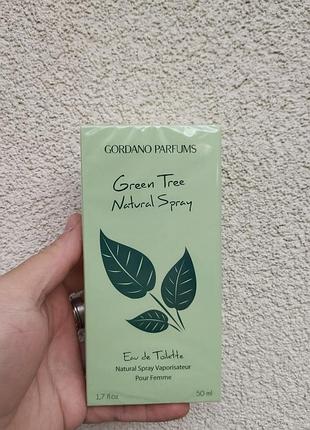 GORDANO PARFUMS
Green Tree
Natural Spray
Eau de Toilette
Natural Spray Vaporisateur
Pour Femme
1,7 fl oz 50 ml